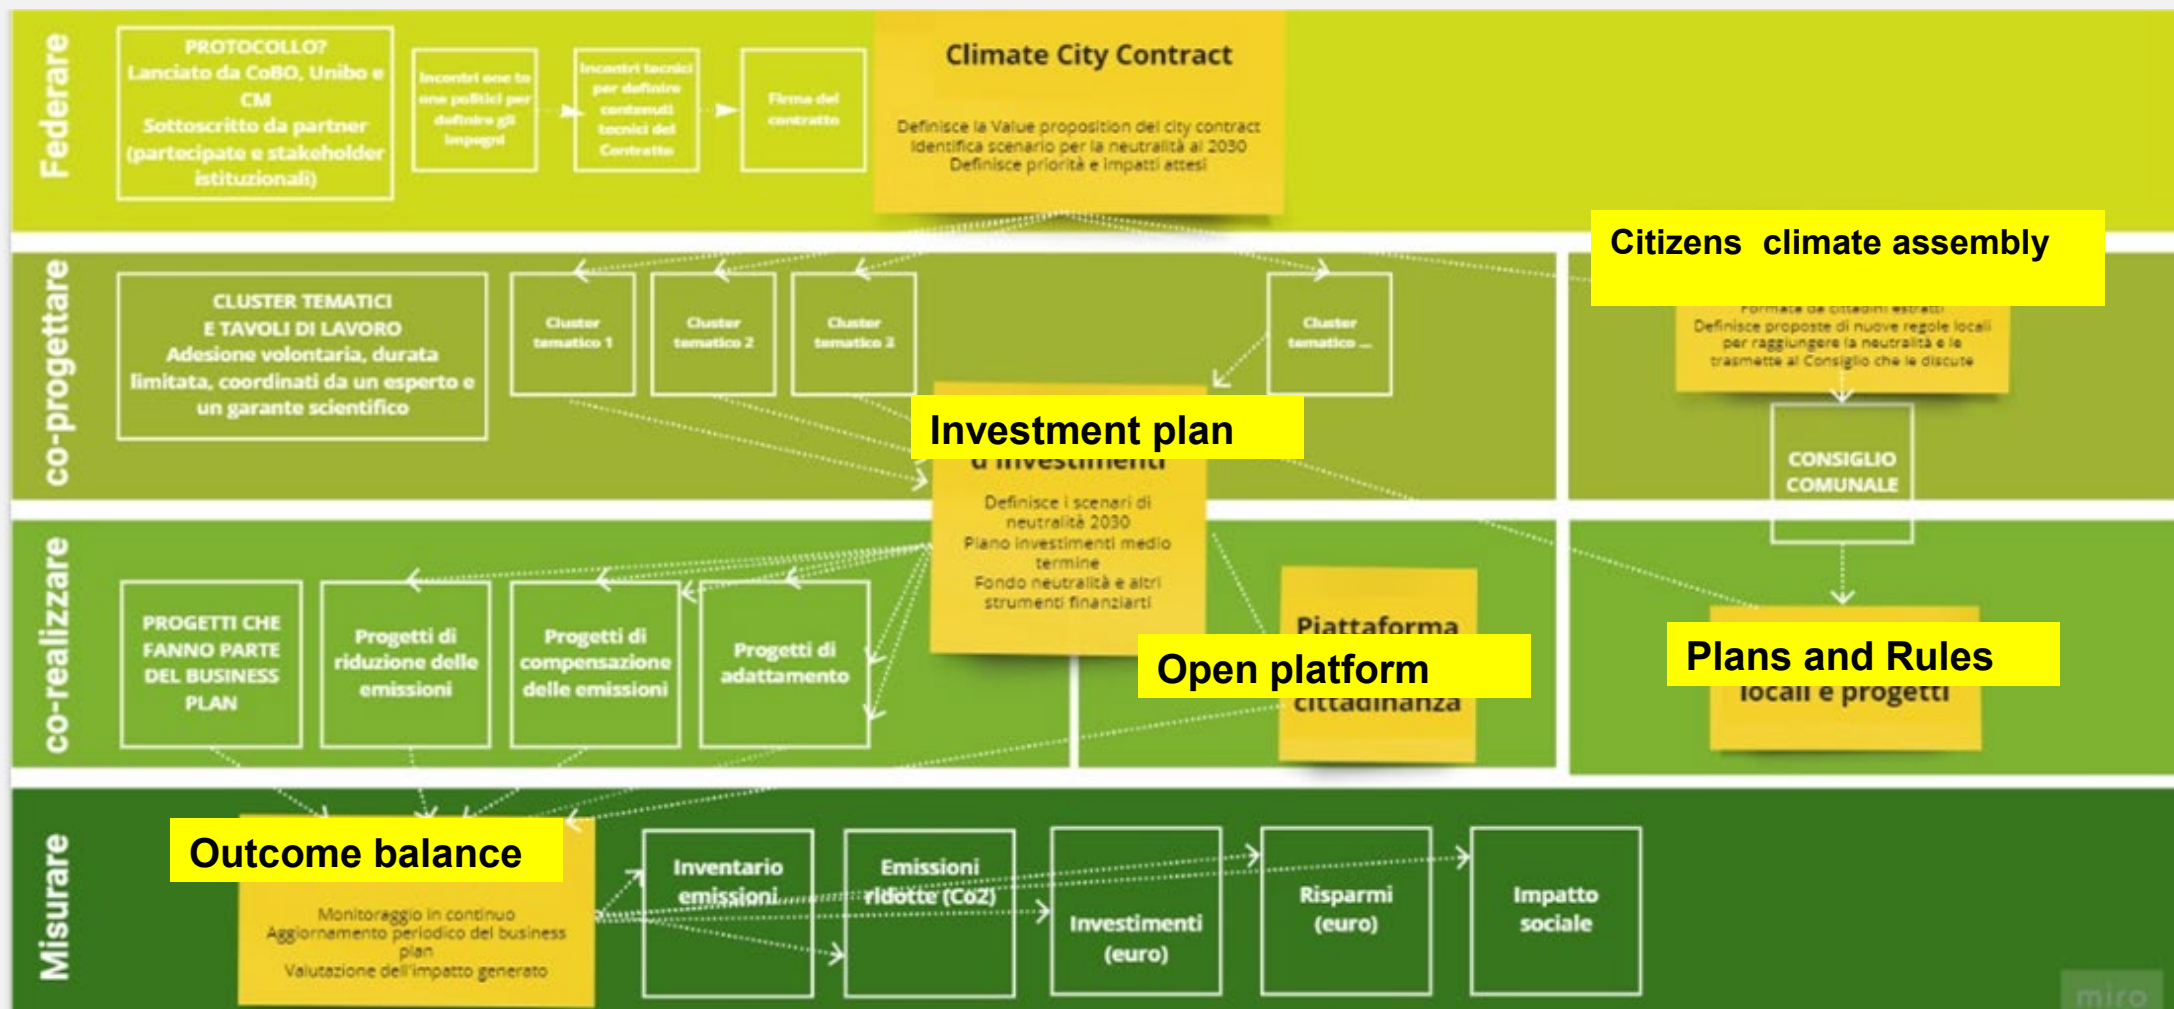 Federare
PROTOCOLLO?
Lanciato da CoBO, Unibo e
CM
Sottoscritto da partner
(partecipate e stakeholder
istituzionali)
Incontri one to
one politici per
definire gli
impegni
Incontri tecnici
per definire
contenuti
tecnici del
Contratto
Firma del
contratto
Climate City Contract
Definisce la Value proposition del city contract
Identifica scenario per la neutralità al 2030
Definisce priorità e impatti attesi
co-progettare
CLUSTER TEMATICI
E TAVOLI DI LAVORO
Adesione volontaria, durata
limitata, coordinati da un esperto e
un garante scientifico
Cluster
tematico 1
Cluster
tematico 2
Cluster
tematico 3
Cluster
tematico ...
Citizens climate assembly
Formata da cittadini estratti
Definisce proposte di nuove regole locali
per raggiungere la neutralità e le
trasmette al Consiglio che le discute
CONSIGLIO
COMUNALE
Investment plan
d'investimenti
Definisce i scenari di
neutralità 2030
Piano investimenti medio
termine
Fondo neutralità e altri
strumenti finanziarti
co-realizzare
PROGETTI CHE
FANNO PARTE
DEL BUSINESS
PLAN
Progetti di
riduzione delle
emissioni
Progetti di
compensazione
delle emissioni
Progetti di
adattamento
Piattaforma
Open platform
cittadinanza
Plans and Rules
locali e progetti
Misurare
Outcome balance
Monitoraggio in continuo
Aggiornamento periodico del business
plan
Valutazione dell'impatto generato
Inventario
emissioni
Emissioni
ridotte (Co2)
Investimenti
(euro)
Risparmi
(euro)
Impatto
sociale
miro